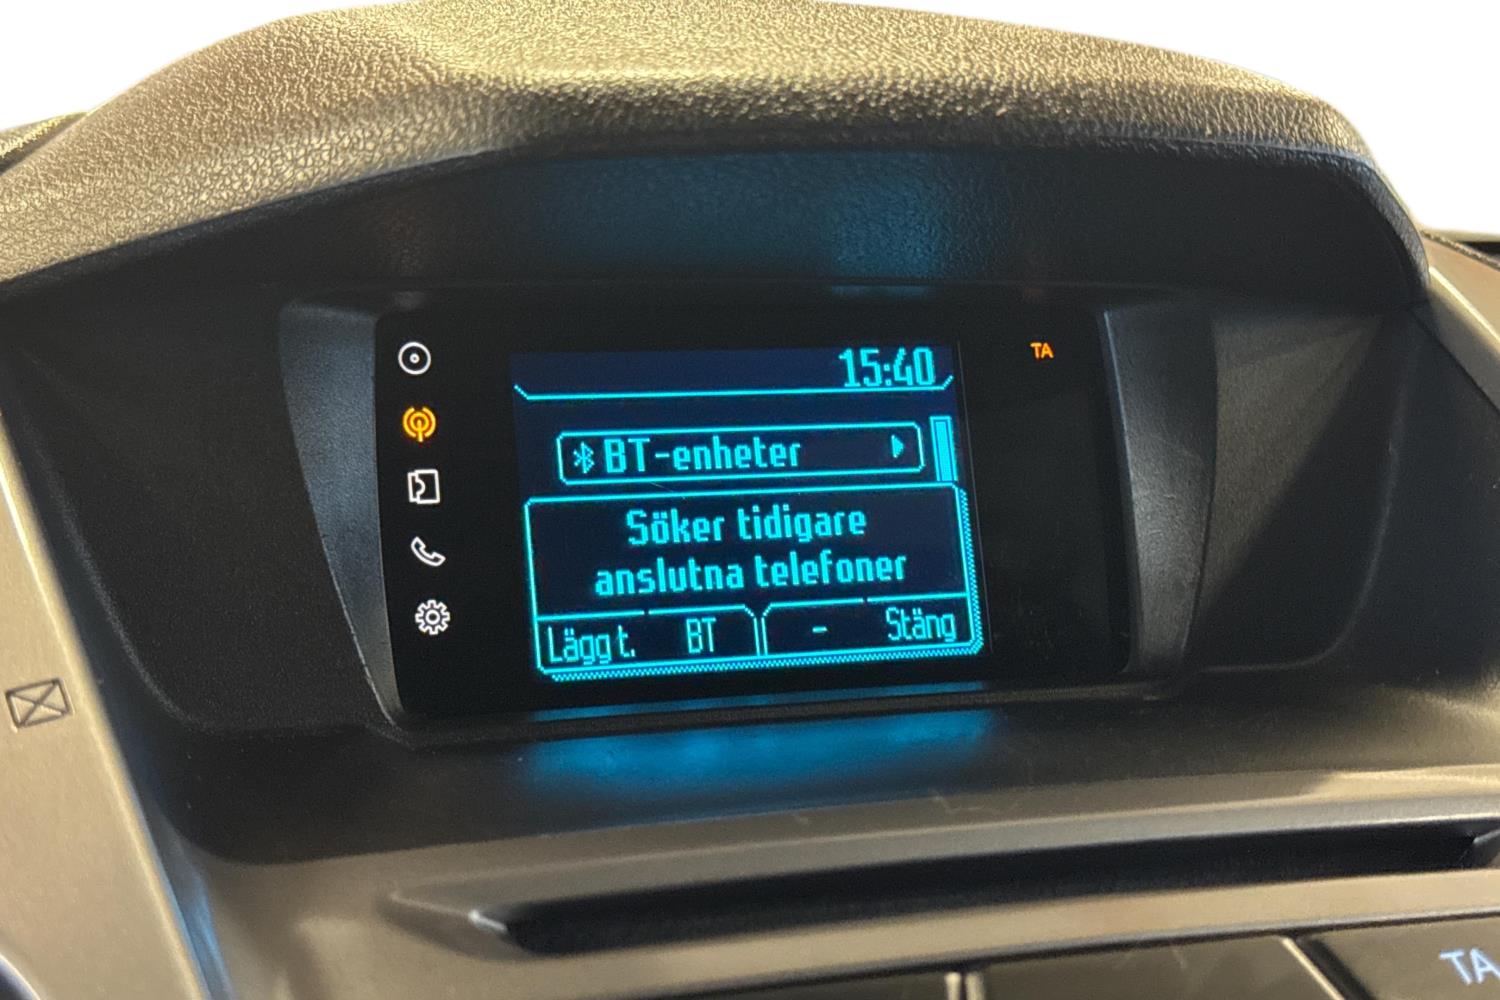 15:40
TA
BT-enheter
Söker tidigare
anslutna telefoner
Lägg t. BT - Stäng
TA